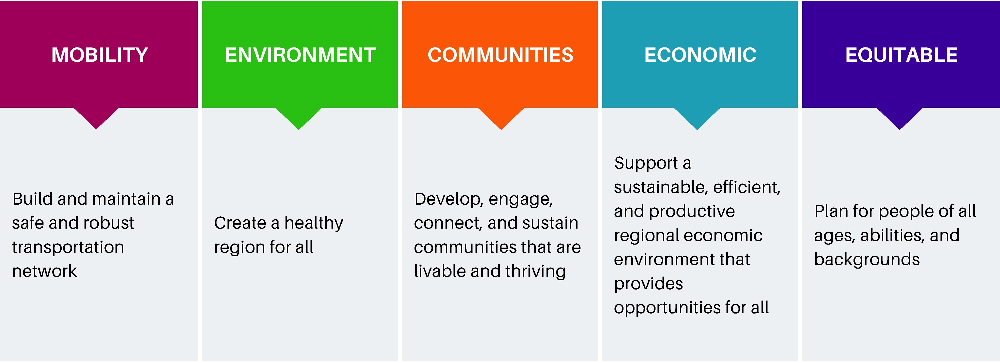 MOBILITY
Build and maintain a
safe and robust
transportation
network
ENVIRONMENT
Create a healthy
region for all
COMMUNITIES
Develop, engage,
connect, and sustain
communities that are
livable and thriving
ECONOMIC
Support a
sustainable, efficient,
and productive
regional economic
environment that
provides
opportunities for all
EQUITABLE
Plan for people of all
ages, abilities, and
backgrounds